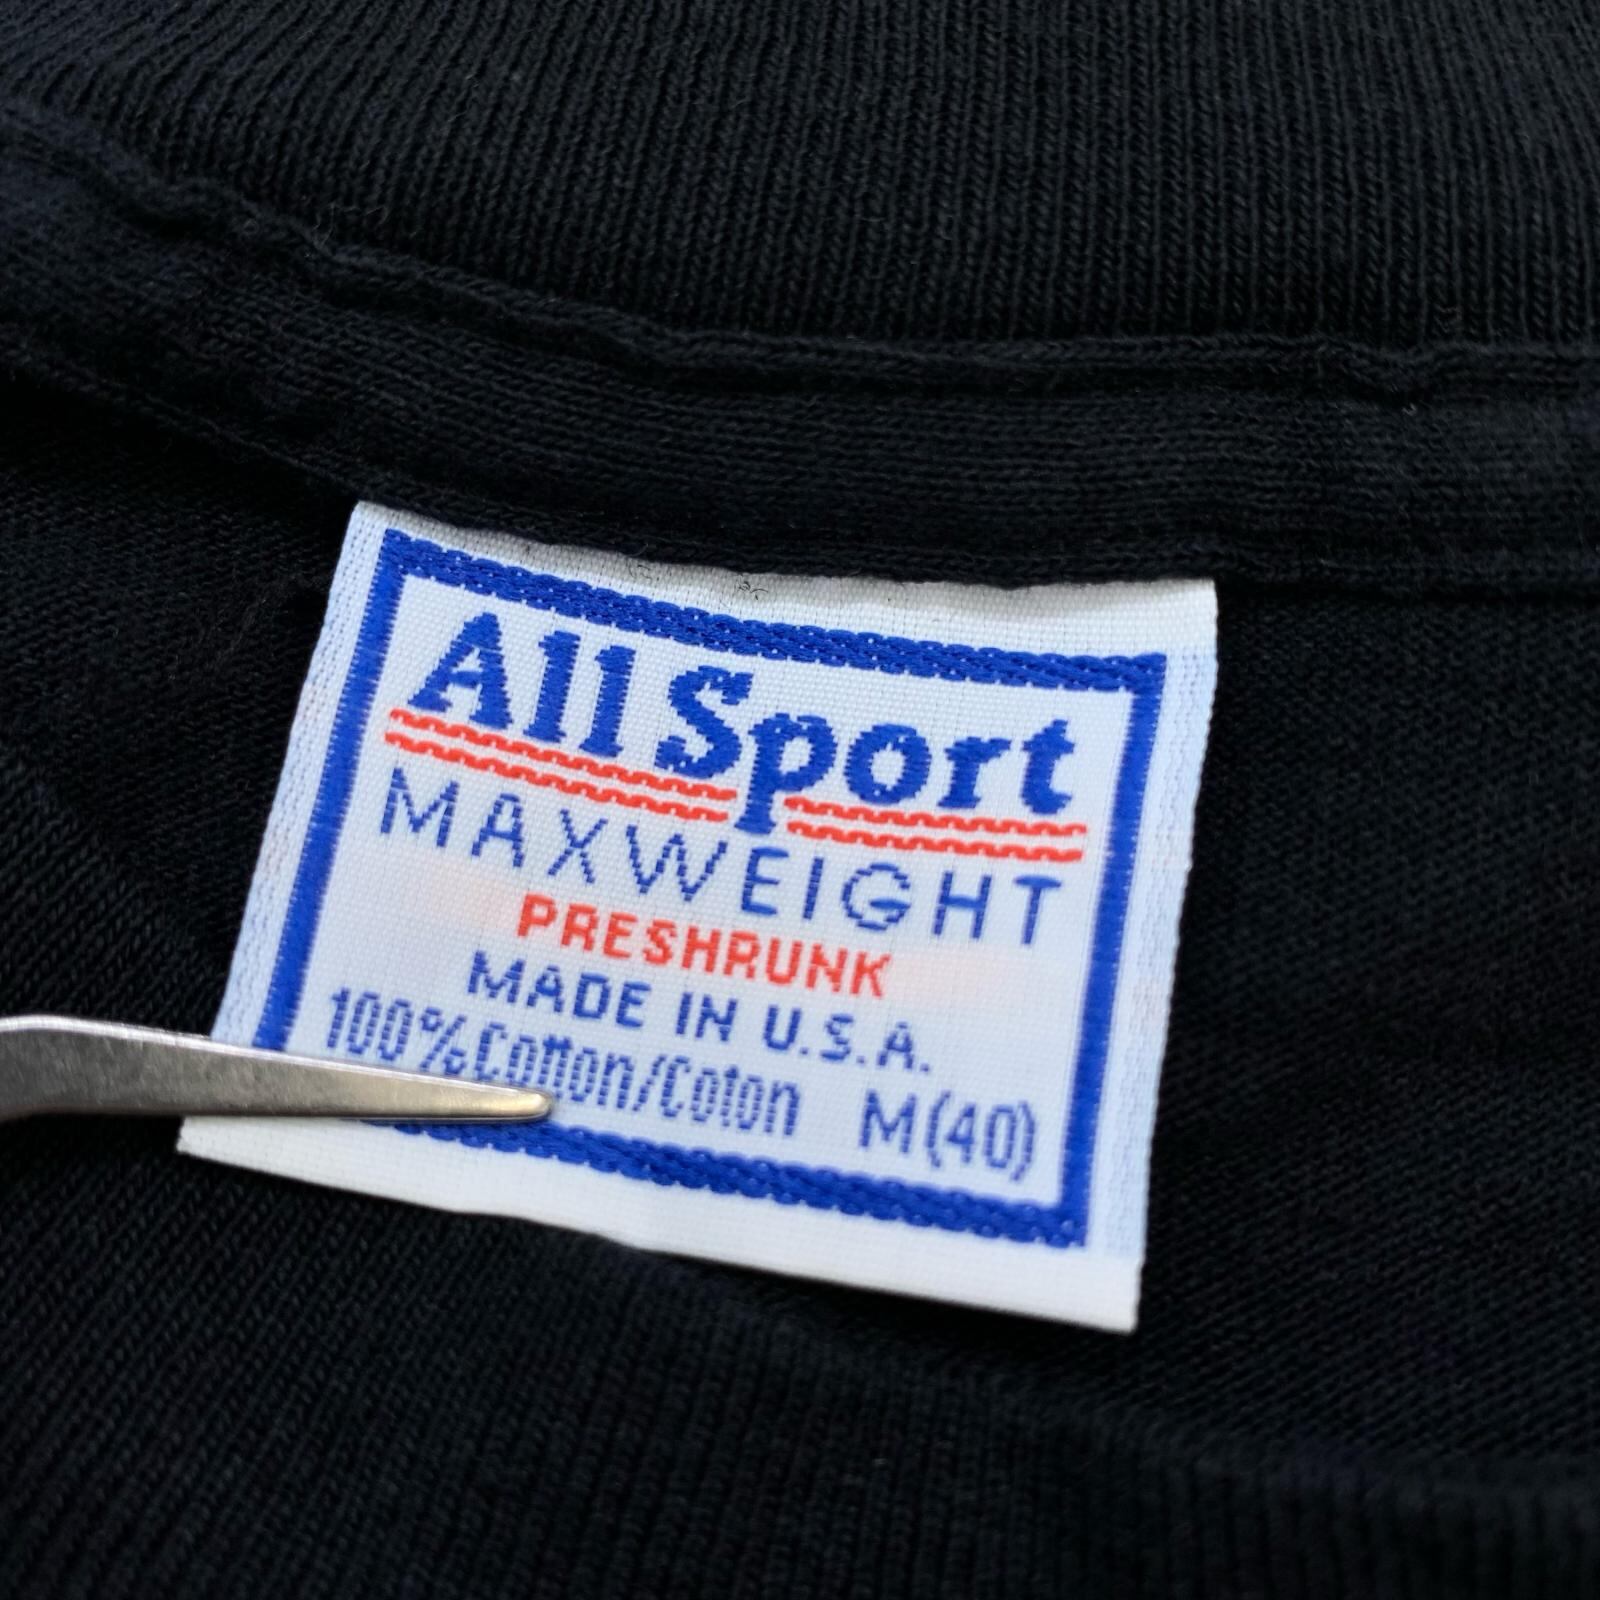 All Sport
MAXWEIGHT
PRESHRUNK
MADE IN U.S.A.
100% Cotton/Coton M(40)